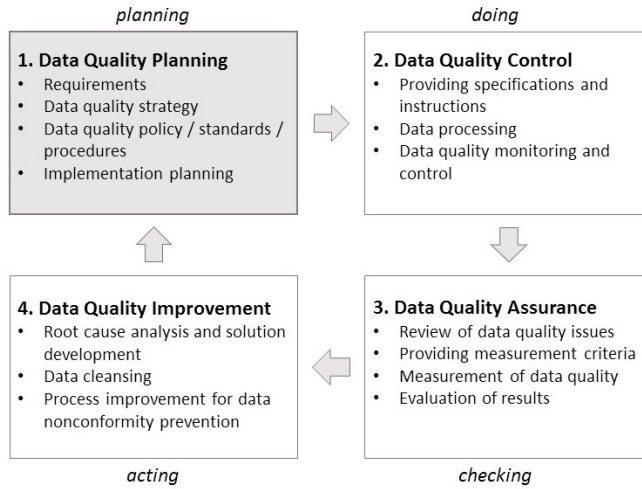 planning
1. Data Quality Planning
• Requirements
• Data quality strategy
• Data quality policy / standards /
procedures
• Implementation planning
doing
2. Data Quality Control
• Providing specifications and
instructions
• Data processing
• Data quality monitoring and
control
3. Data Quality Assurance
• Review of data quality issues
• Providing measurement criteria
• Measurement of data quality
• Evaluation of results
checking
4. Data Quality Improvement
• Root cause analysis and solution
development
• Data cleansing
• Process improvement for data
nonconformity prevention
acting